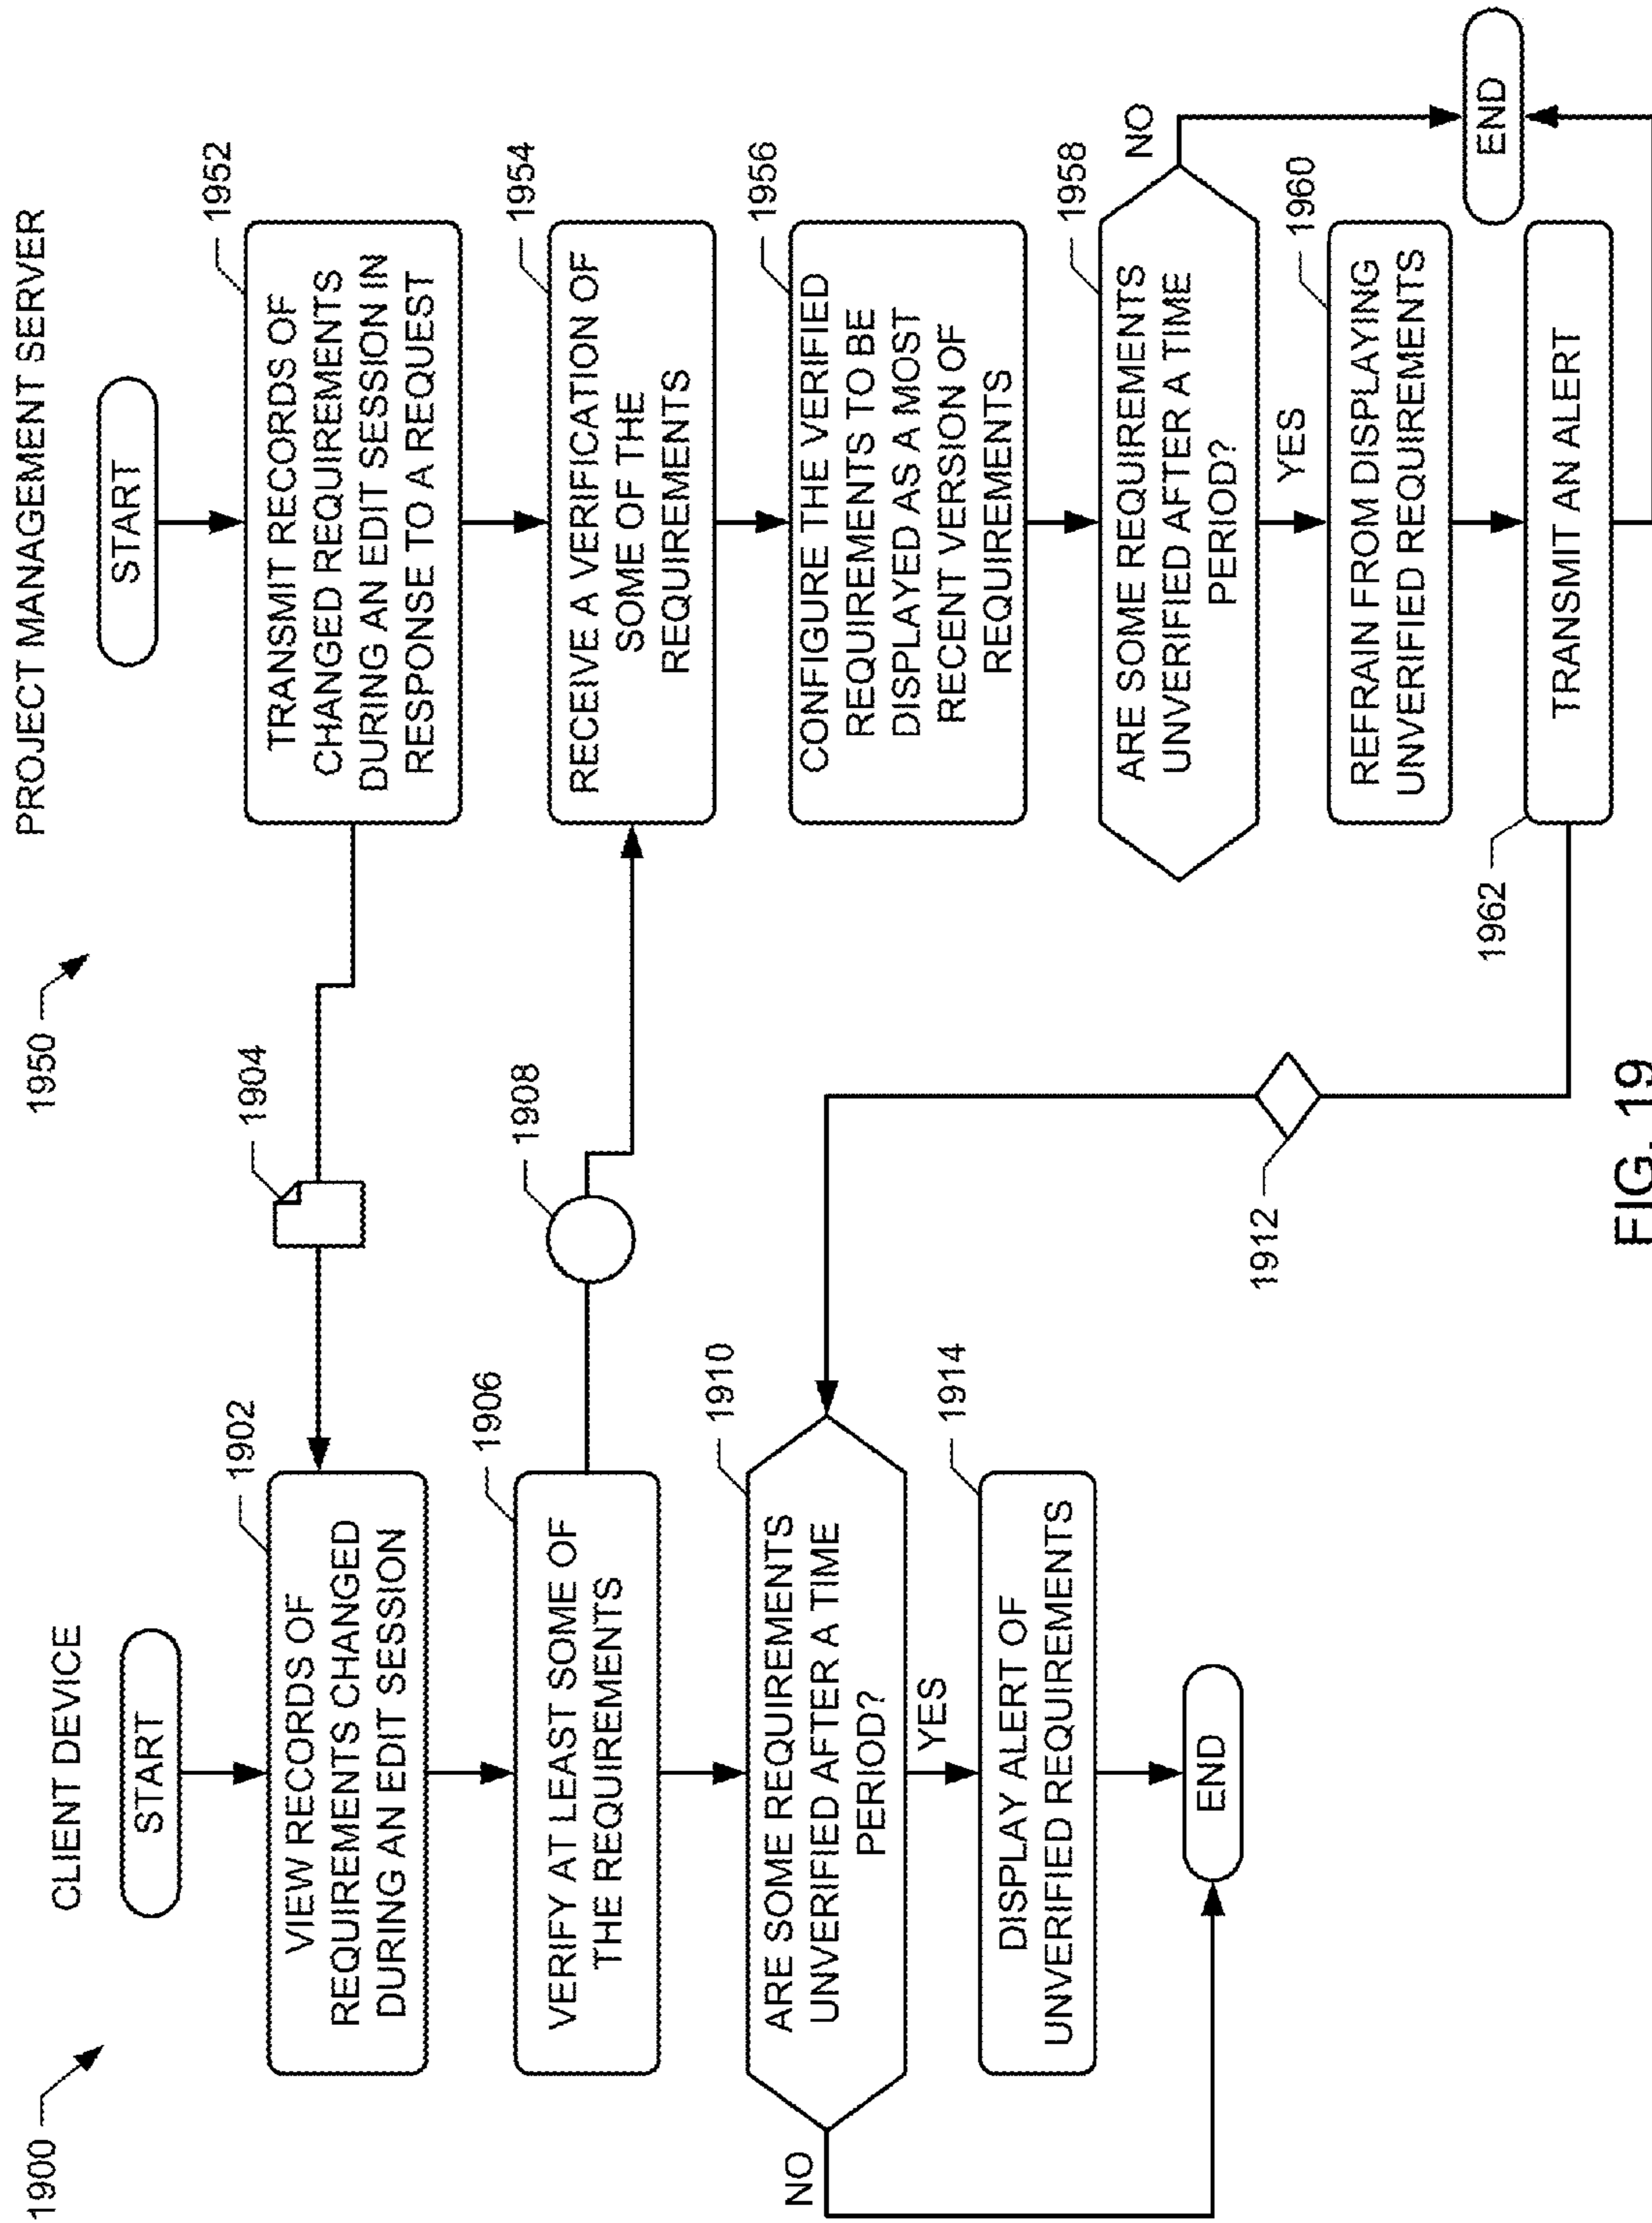 1900
CLIENT DEVICE
START
1902
VIEW RECORDS OF
REQUIREMENTS CHANGED
DURING AN EDIT SESSION
1904
1906
VERIFY AT LEAST SOME OF
THE REQUIREMENTS
1908
1910
ARE SOME REQUIREMENTS
UNVERIFIED AFTER A TIME
PERIOD?
NO
YES
1912
1914
DISPLAY ALERT OF
UNVERIFIED REQUIREMENTS
END
1950
PROJECT MANAGEMENT SERVER
START
1952
TRANSMIT RECORDS OF
CHANGED REQUIREMENTS
DURING AN EDIT SESSION IN
RESPONSE TO A REQUEST
1954
RECEIVE A VERIFICATION OF
SOME OF THE
REQUIREMENTS
1956
CONFIGURE THE VERIFIED
REQUIREMENTS TO BE
DISPLAYED AS A MOST
RECENT VERSION OF
REQUIREMENTS
1958
ARE SOME REQUIREMENTS
UNVERIFIED AFTER A TIME
PERIOD?
NO
YES
1960
REFRAIN FROM DISPLAYING
UNVERIFIED REQUIREMENTS
1962
TRANSMIT AN ALERT
END
FIG. 19